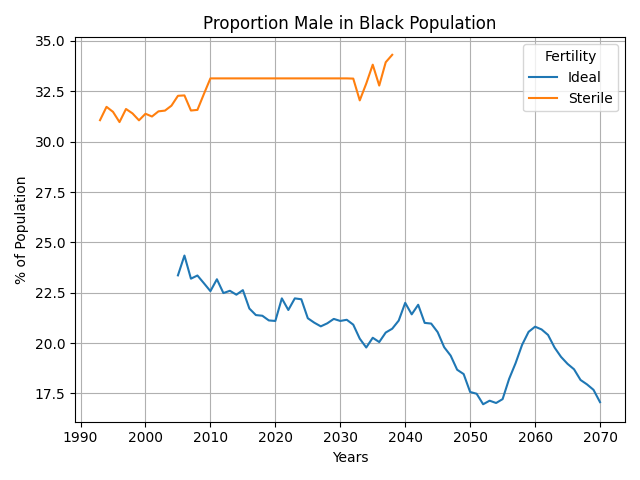 Proportion Male in Black Population
35.0
32.5
30.0
27.5
25.0
22.5
20.0
17.5
% of Population
Fertility
Ideal
Sterile
1990 2000 2010 2020 2030 2040 2050 2060 2070
Years